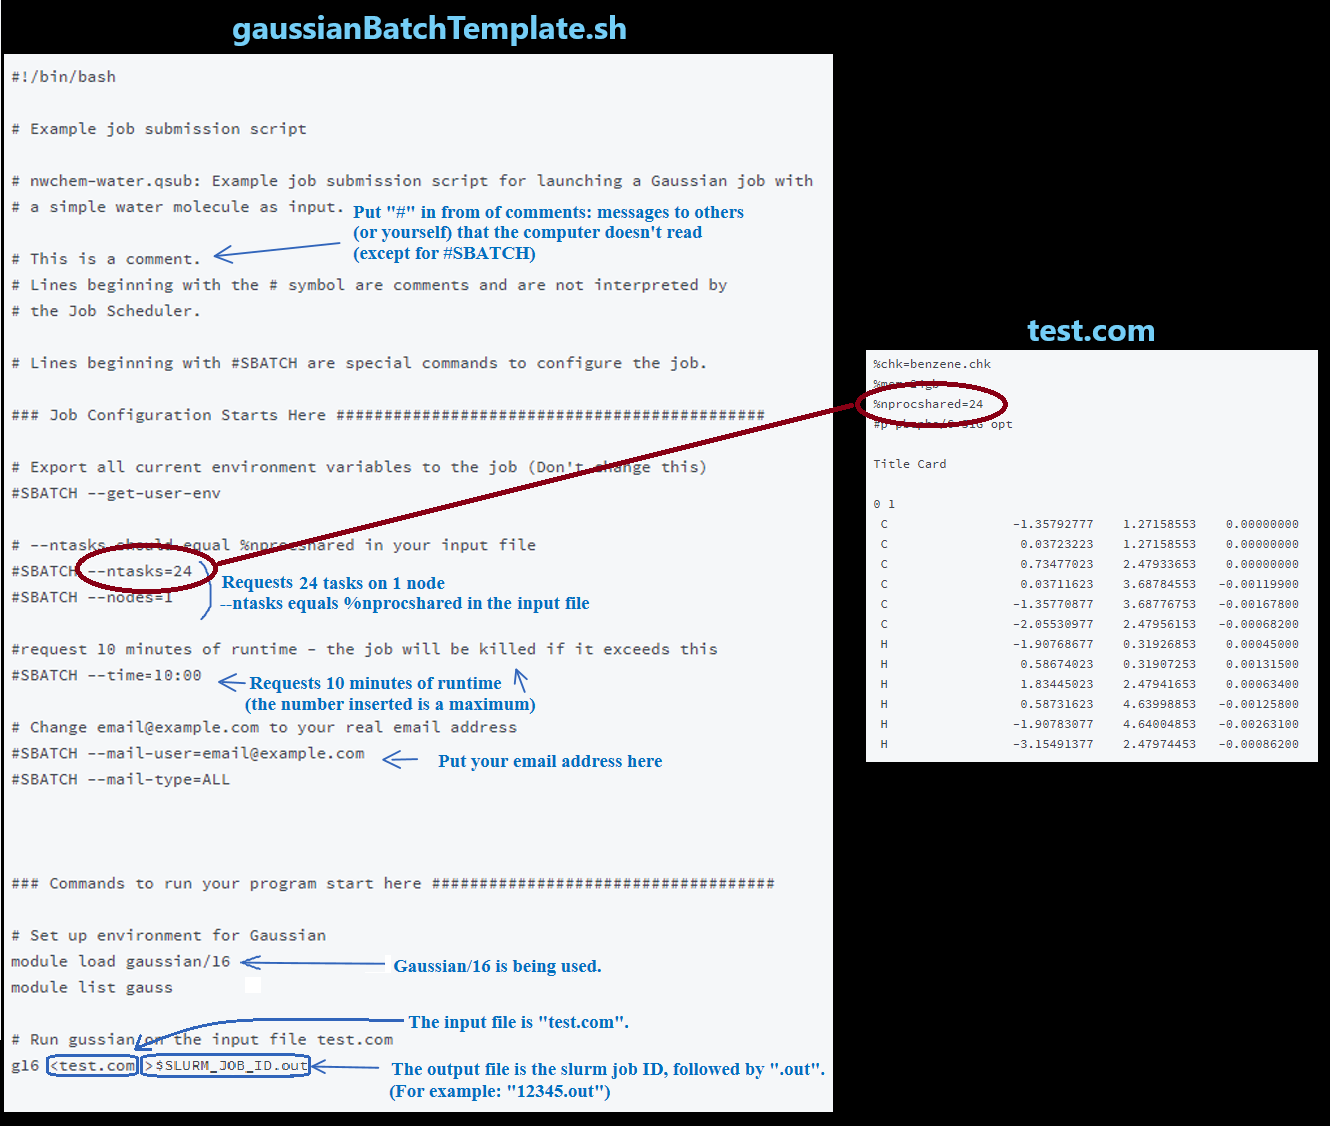 gaussianBatchTemplate.sh
#!/bin/bash
# Example job submission script
# nwchem-water.qsub: Example job submission script for launching a Gaussian job with
# a simple water molecule as input.
Put "#" in from of comments: messages to others
(or yourself) that the computer doesn't read
(except for #SBATCH)
# This is a comment.
# Lines beginning with the # symbol are comments and are not interpreted by
# the Job Scheduler.
# Lines beginning with #SBATCH are special commands to configure the job.
### Job Configuration Starts Here #############################################
# Export all current environment variables to the job (Don't change this)
#SBATCH --get-user-env
# --ntasks should equal %nprocshared in your input file
#SBATCH --ntasks=24
#SBATCH --nodes=1
Requests 24 tasks on 1 node
--ntasks equals %nprocshared in the input file
#request 10 minutes of runtime - the job will be killed if it exceeds this
#SBATCH --time=10:00
Requests 10 minutes of runtime
(the number inserted is a maximum)
# Change email@example.com to your real email address
#SBATCH --mail-user=email@example.com
Put your email address here
#SBATCH --mail-type=ALL
### Commands to run your program start here ####################################
# Set up environment for Gaussian
module load gaussian/16
Gaussian/16 is being used.
module list gauss
The input file is "test.com".
# Run gussian on the input file test.com
g16 <test.com >$SLURM_JOB_ID.out
The output file is the slurm job ID, followed by ".out".
(For example: "12345.out")
test.com
%chk=benzene.chk
%nprocshared=24
opt
Title Card
0 1
C -1.35792777 1.27158553 0.00000000
C 0.03723223 1.27158553 0.00000000
C 0.73477023 2.47933653 0.00000000
C 0.03711623 3.68784553 -0.00119900
C -1.35770877 3.68776753 -0.00167800
C -2.05530977 2.47956153 -0.00068200
H -1.90768677 0.31926853 0.00045000
H 0.58674023 0.31907253 0.00131500
H 1.83445023 2.47941653 0.00063400
H 0.58731623 4.63998853 -0.00125800
H -1.90783077 4.64004853 -0.00263100
H -3.15491377 2.47974453 -0.00086200